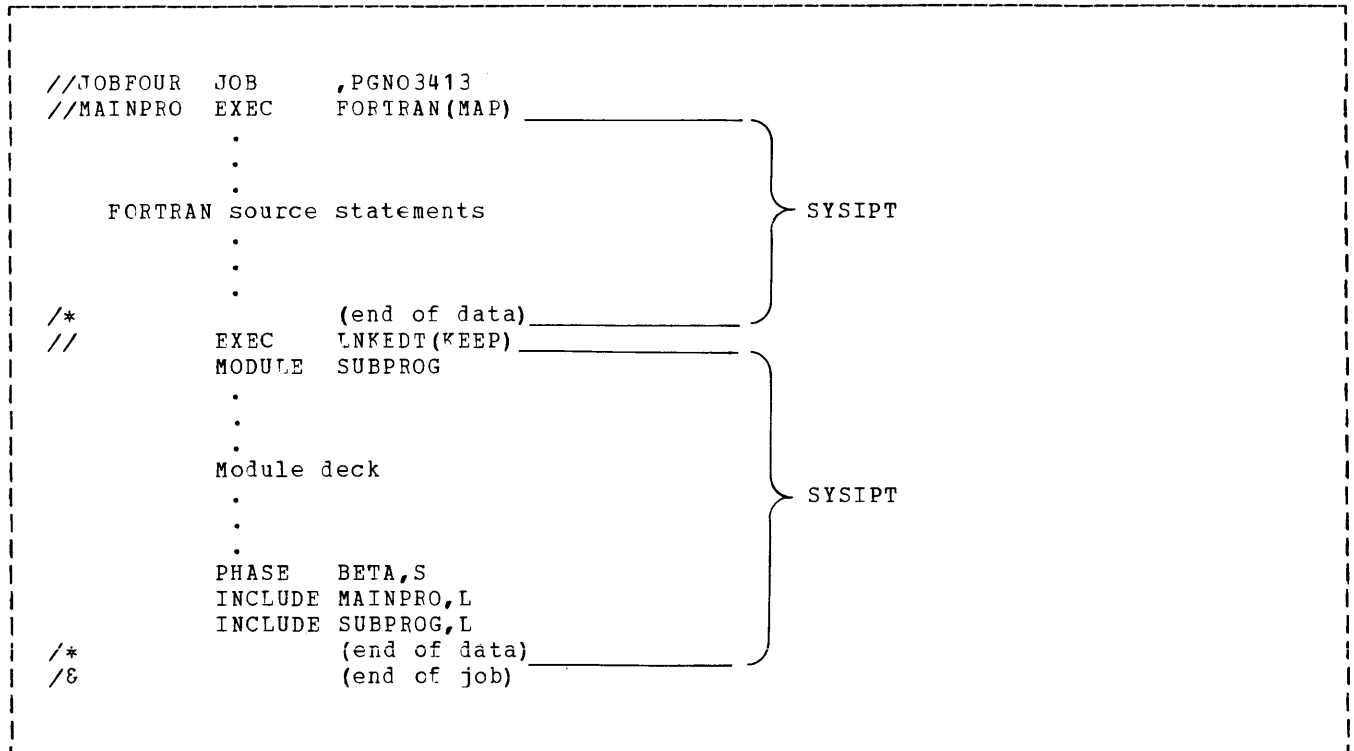 //JOBFOUR JOB ,PGNO3413
//MAINPRO EXEC FORTRAN(MAP)
.
.
.
FORTRAN source statements
SYSIPT
.
.
.
/* (end of data)
// EXEC LNKEDT(KEEP)
MODULE SUBPROG
.
.
.
Module deck
SYSIPT
.
.
.
PHASE BETA,S
INCLUDE MAINPRO,L
INCLUDE SUBPROG,L
/* (end of data)
/& (end of job)